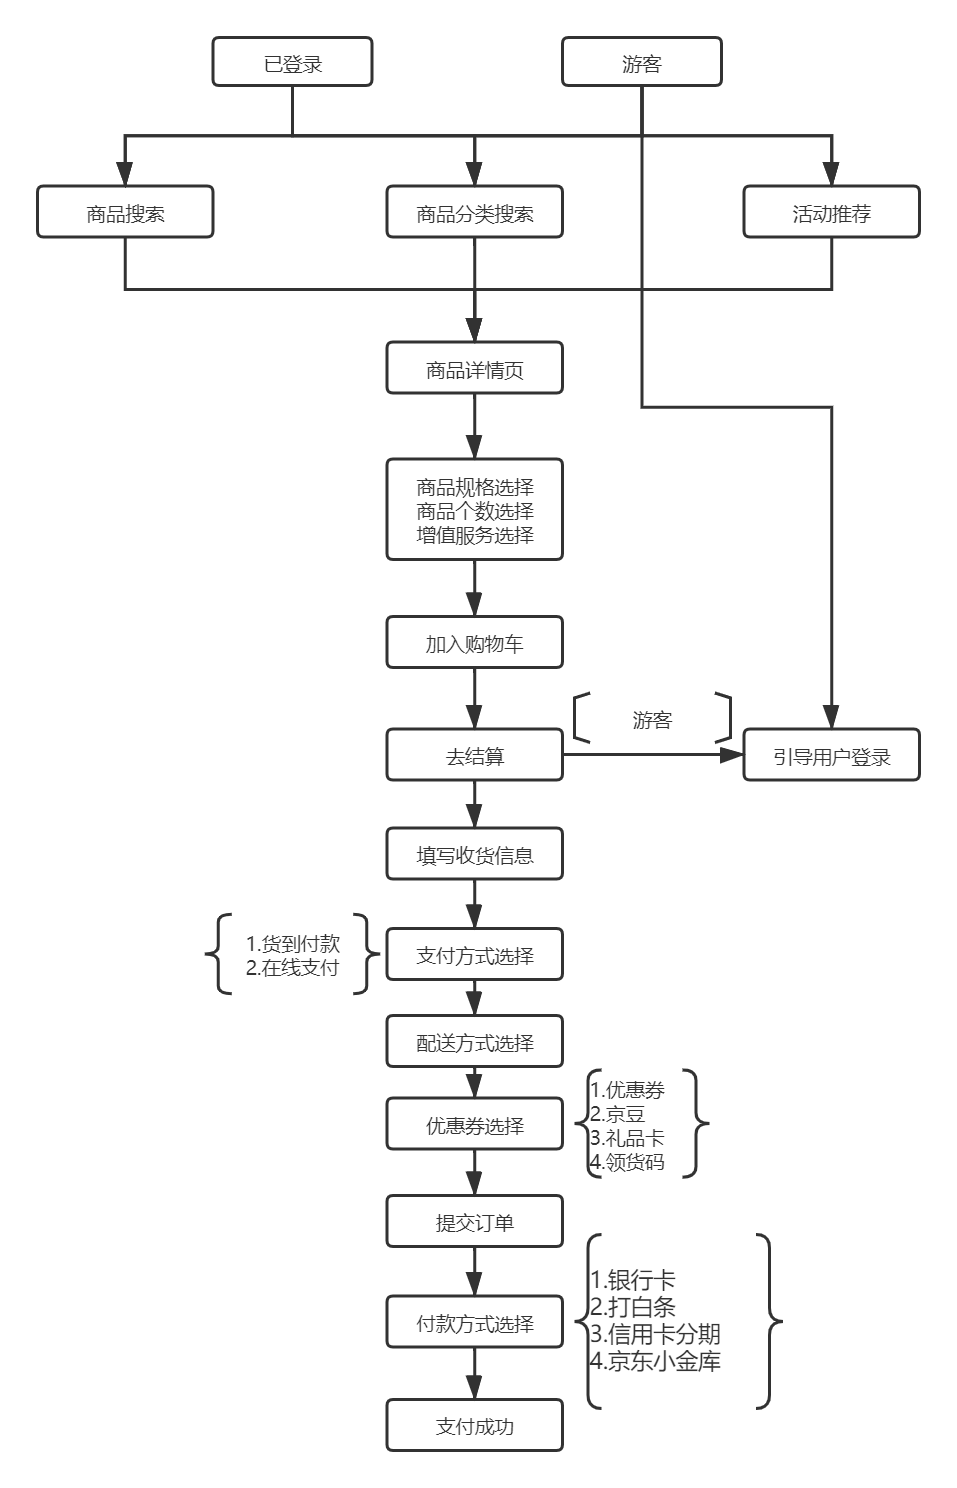 已登录
游客
商品搜索
商品分类搜索
活动推荐
商品详情页
商品规格选择
商品个数选择
增值服务选择
加入购物车
游客
去结算
引导用户登录
填写收货信息
1.货到付款
2.在线支付
支付方式选择
配送方式选择
优惠券选择
1.优惠券
2.京豆
3.礼品卡
4.领货码
提交订单
付款方式选择
1.银行卡
2.打白条
3.信用卡分期
4.京东小金库
支付成功